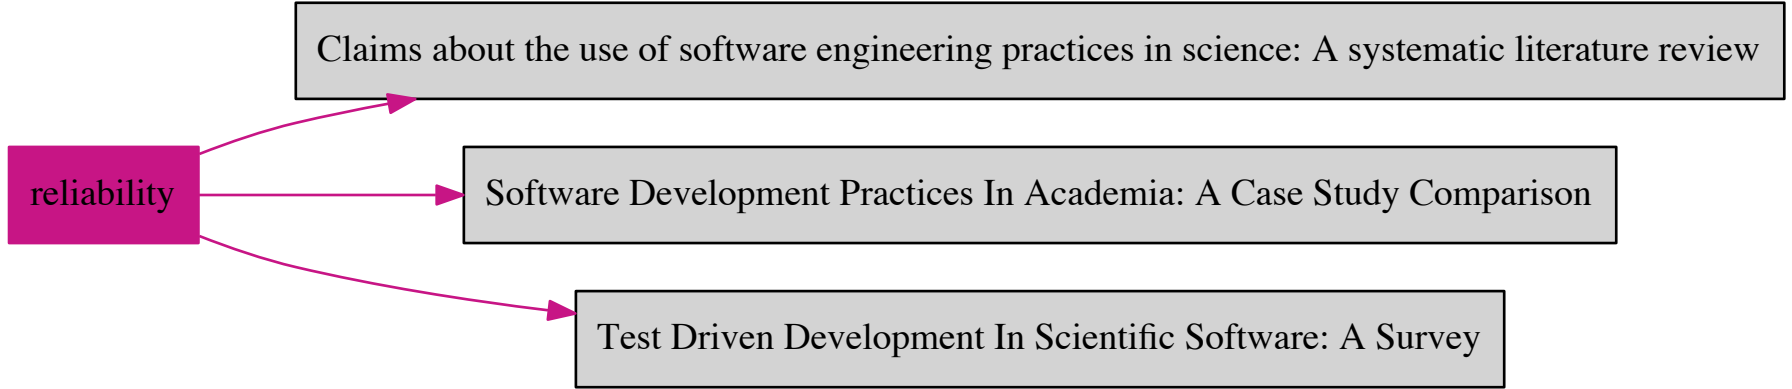 Claims about the use of software engineering practices in science: A systematic literature review
reliability
Software Development Practices In Academia: A Case Study Comparison
Test Driven Development In Scientific Software: A Survey